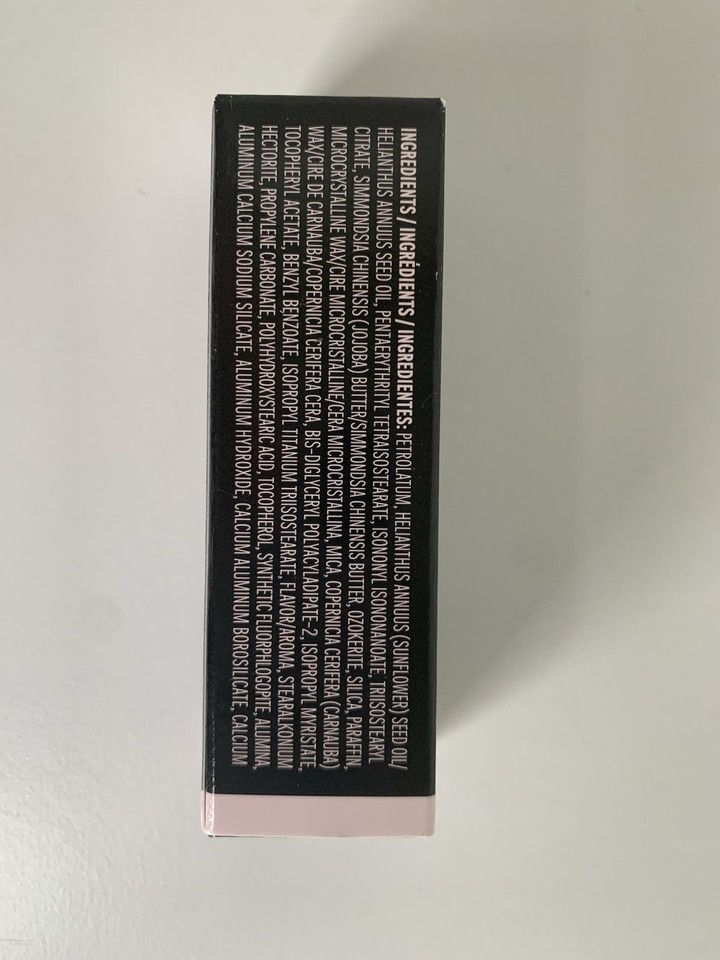 INGREDIENTS / INGRÉDIENTS / INGREDIENTES: PETROLATUM, HELIANTHUS ANNUUS (SUNFLOWER) SEED OIL/
HELIANTHUS ANNUUS SEED OIL, PENTAERYTHRITYL TETRAISOSTEARATE, ISONONYL ISONONANOATE, TRIISOSTEARYL
CITRATE, SIMMONDSIA CHINENSIS (JOJOBA) BUTTER/SIMMONDSIA CHINENSIS BUTTER, OZOKERITE, SILICA, PARAFFIN,
MICROCRYSTALLINE WAX/CIRE MICROCRISTALLINE/CERA MICROCRISTALLINA, MICA, COPERNICIA CERIFERA (CARNAUBA)
WAX/CIRE DE CARNAUBA/COPERNICIA CERIFERA CERA, BIS-DIGLYCERYL POLYACYLADIPATE-2, ISOPROPYL MYRISTATE,
TOCOPHERYL ACETATE, BENZYL BENZOATE, ISOPROPYL TITANIUM TRIISOSTEARATE, FLAVOR/AROMA, STEARALKONIUM
HECTORITE, PROPYLENE CARBONATE, POLYHYDROXYSTEARIC ACID, TOCOPHEROL, SYNTHETIC FLUORPHLOGOPITE, ALUMINA,
ALUMINUM CALCIUM SODIUM SILICATE, ALUMINUM HYDROXIDE, CALCIUM ALUMINUM BOROSILICATE, CALCIUM